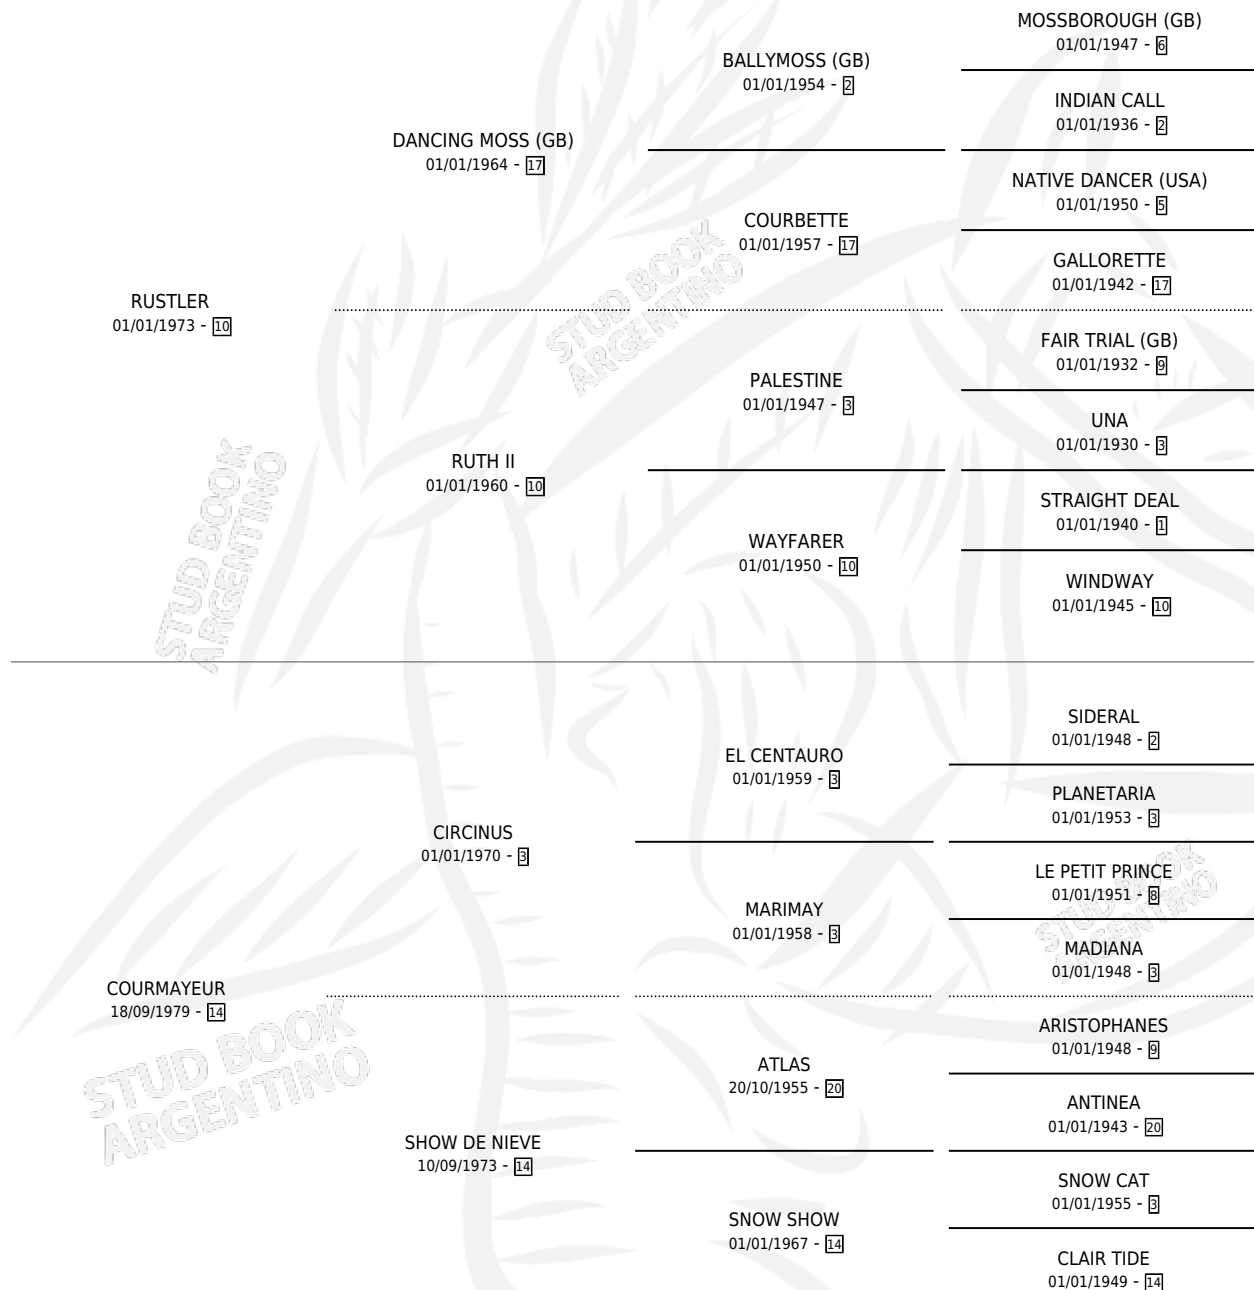 MOSSBOROUGH (GB)
01/01/1947 - 6
BALLYMOSS (GB)
01/01/1954 - 2
INDIAN CALL
01/01/1936 - 2
DANCING MOSS (GB)
01/01/1964 - 17
NATIVE DANCER (USA)
01/01/1950 - 5
COURBETTE
01/01/1957 - 17
GALLORETTE
01/01/1942 - 17
RUSTLER
01/01/1973 - 10
FAIR TRIAL (GB)
01/01/1932 - 9
PALESTINE
01/01/1947 - 3
UNA
01/01/1930 - 3
RUTH II
01/01/1960 - 10
STRAIGHT DEAL
01/01/1940 - 1
WAYFARER
01/01/1950 - 10
WINDWAY
01/01/1945 - 10
SIDERAL
01/01/1948 - 2
EL CENTAURO
01/01/1959 - 3
PLANETARIA
01/01/1953 - 3
CIRCINUS
01/01/1970 - 3
LE PETIT PRINCE
01/01/1951 - 8
MARIMAY
01/01/1958 - 3
MADIANA
01/01/1948 - 3
COURMAYEUR
18/09/1979 - 14
ARISTOPHANES
01/01/1948 - 9
ATLAS
20/10/1955 - 20
ANTINEA
01/01/1943 - 20
SHOW DE NIEVE
10/09/1973 - 14
SNOW CAT
01/01/1955 - 3
SNOW SHOW
01/01/1967 - 14
CLAIR TIDE
01/01/1949 - 14
STUD BOOK
ARGENTINO
STUD BOOK
ARGENTINO
STUD BOOK
ARGENTINO
STUD BOOK
ARGENTINO